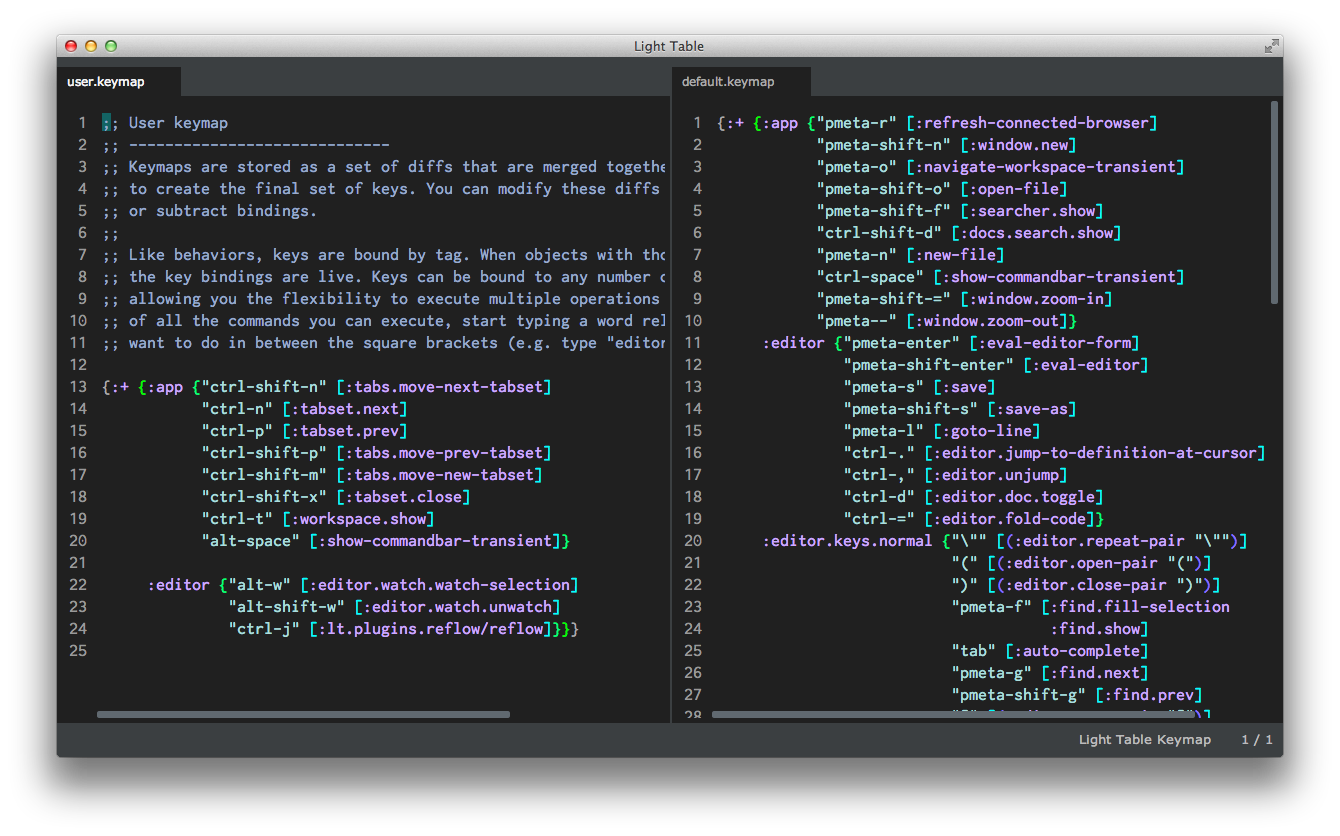 Light Table
user.keymap
1 ;; User keymap
2 ;; -----------------------------
3 ;; Keymaps are stored as a set of diffs that are merged togethe
4 ;; to create the final set of keys. You can modify these diffs
5 ;; or subtract bindings.
6 ;;
7 ;; Like behaviors, keys are bound by tag. When objects with tho
8 ;; the key bindings are live. Keys can be bound to any number o
9 ;; allowing you the flexibility to execute multiple operations
10 ;; of all the commands you can execute, start typing a word rel
11 ;; want to do in between the square brackets (e.g. type "editor
12
13 {:+ {:app {"ctrl-shift-n" [:tabs.move-next-tabset]
14 "ctrl-n" [:tabset.next]
15 "ctrl-p" [:tabset.prev]
16 "ctrl-shift-p" [:tabs.move-prev-tabset]
17 "ctrl-shift-m" [:tabs.move-new-tabset]
18 "ctrl-shift-x" [:tabset.close]
19 "ctrl-t" [:workspace.show]
20 "alt-space" [:show-commandbar-transient]}
21
22 :editor {"alt-w" [:editor.watch.watch-selection]
23 "alt-shift-w" [:editor.watch.unwatch]
24 "ctrl-j" [:lt.plugins.reflow/reflow]}}}
25
default.keymap
1 {:+ {:app {"pmeta-r" [:refresh-connected-browser]
2 "pmeta-shift-n" [:window.new]
3 "pmeta-o" [:navigate-workspace-transient]
4 "pmeta-shift-o" [:open-file]
5 "pmeta-shift-f" [:searcher.show]
6 "ctrl-shift-d" [:docs.search.show]
7 "pmeta-n" [:new-file]
8 "ctrl-space" [:show-commandbar-transient]
9 "pmeta-shift-=" [:window.zoom-in]
10 "pmeta--" [:window.zoom-out]}
11 :editor {"pmeta-enter" [:eval-editor-form]
12 "pmeta-shift-enter" [:eval-editor]
13 "pmeta-s" [:save]
14 "pmeta-shift-s" [:save-as]
15 "pmeta-l" [:goto-line]
16 "ctrl-." [:editor.jump-to-definition-at-cursor]
17 "ctrl-," [:editor.unjump]
18 "ctrl-d" [:editor.doc.toggle]
19 "ctrl-=" [:editor.fold-code]}
20 :editor.keys.normal {"\"" [(:editor.repeat-pair "\"")]
21 "(" [(:editor.open-pair "(")]
22 ")" [(:editor.close-pair ")")]
23 "pmeta-f" [:find.fill-selection
24 :find.show]
25 "tab" [:auto-complete]
26 "pmeta-g" [:find.next]
27 "pmeta-shift-g" [:find.prev]
28
Light Table Keymap 1 / 1